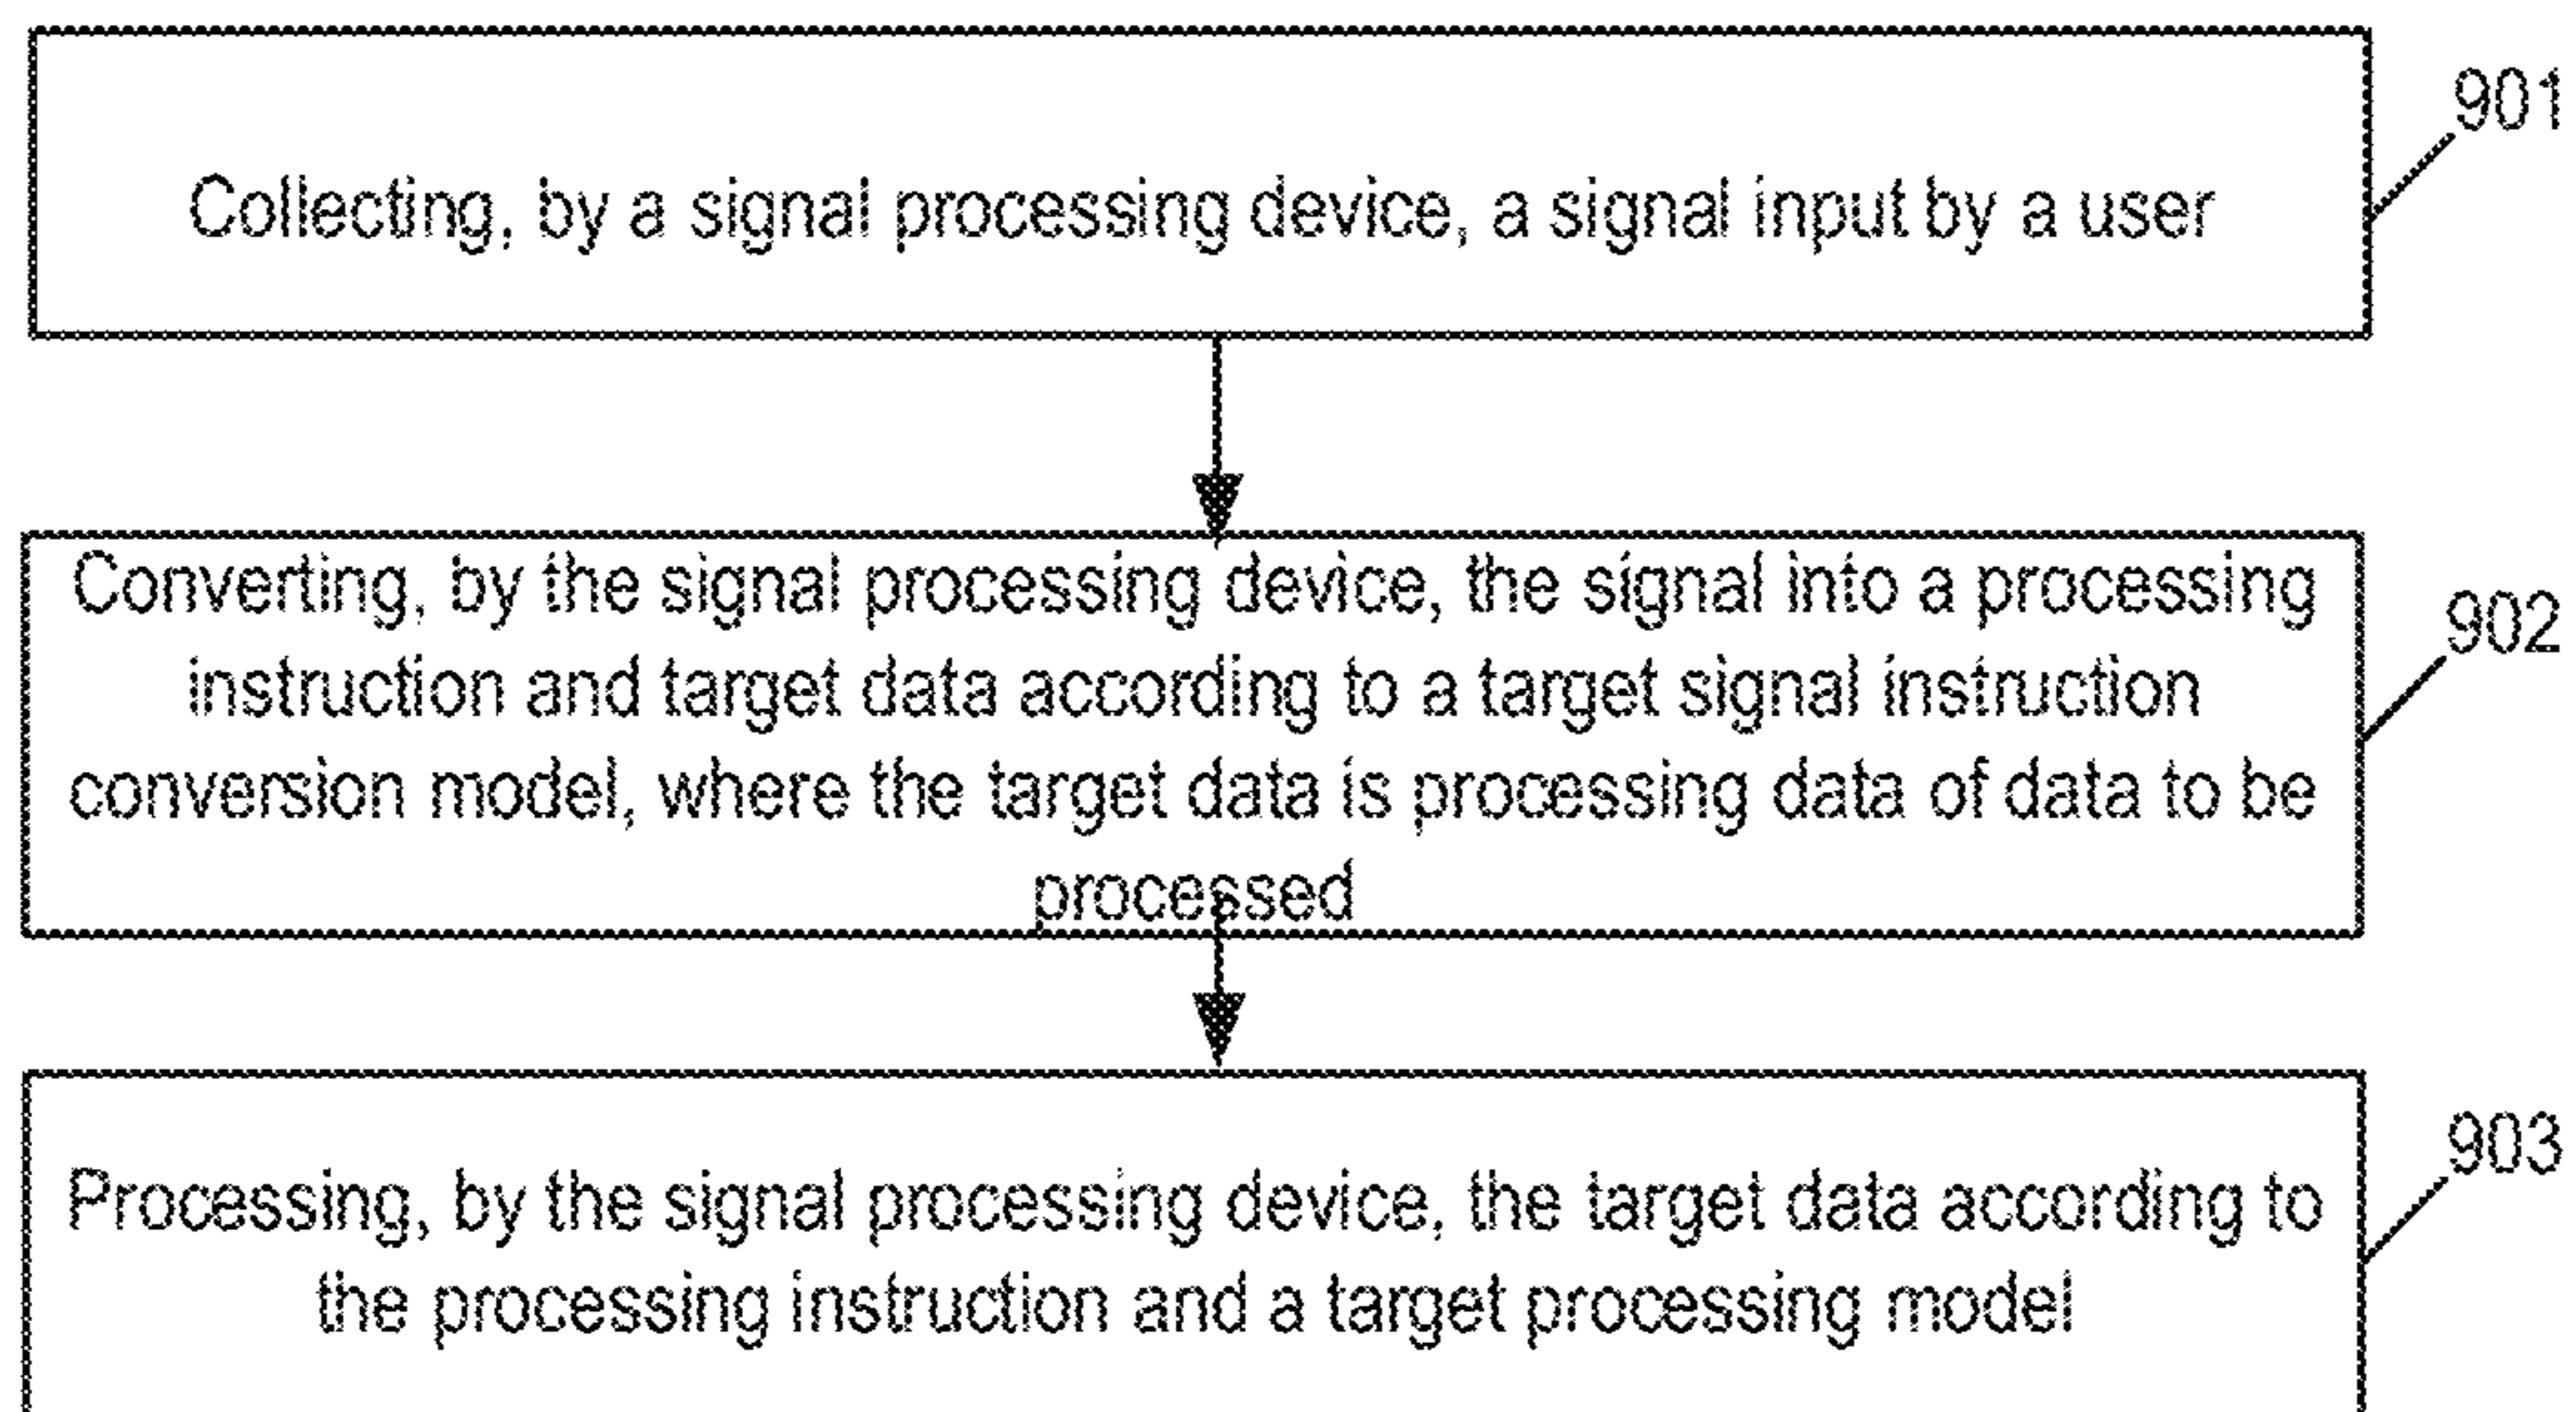 901
Collecting, by a signal processing device, a signal input by a user
Converting, by the signal processing device, the signal into a processing
902
instruction and target data according to a target signal instruction
conversion model, where the target data is processing data of data to be
processed
903
Processing, by the signal processing device, the target data according to
the processing instruction and a target processing model